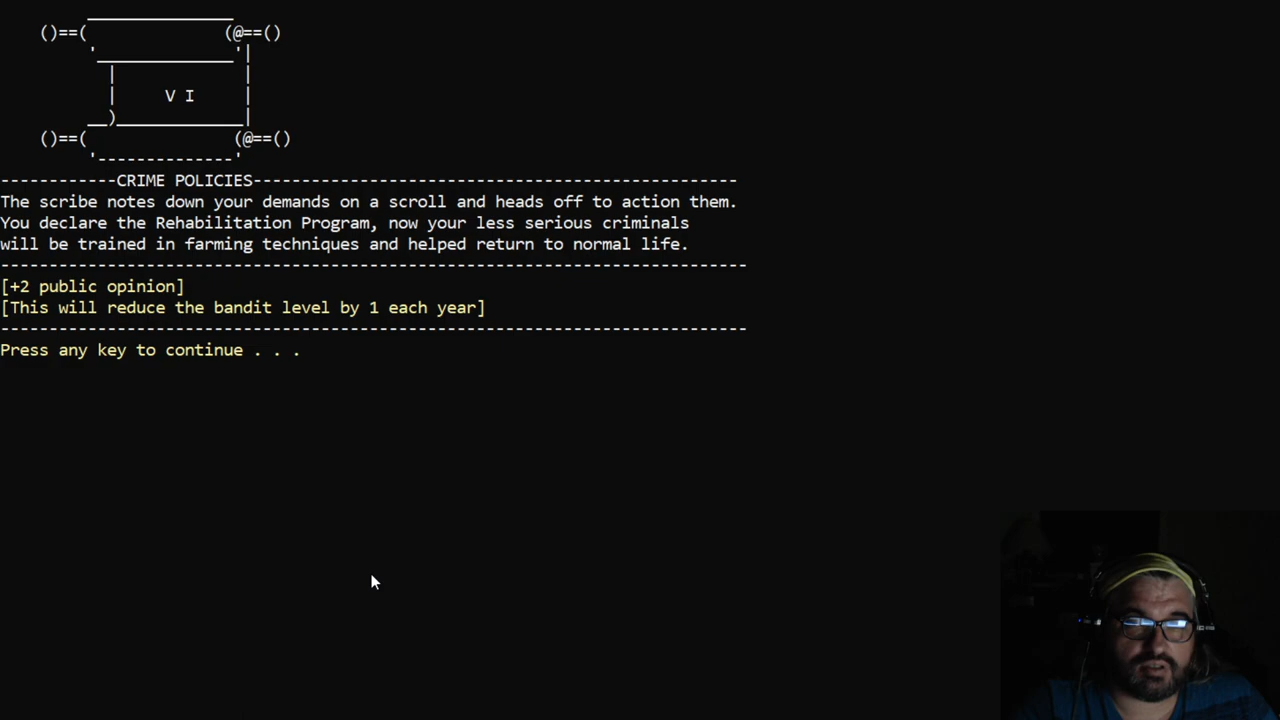 V I
------------CRIME POLICIES--------------------------------------------------
The scribe notes down your demands on a scroll and heads off to action them.
You declare the Rehabilitation Program, now your less serious criminals
will be trained in farming techniques and helped return to normal life.
[+2 public opinion]
[This will reduce the bandit level by 1 each year]
Press any key to continue . . .